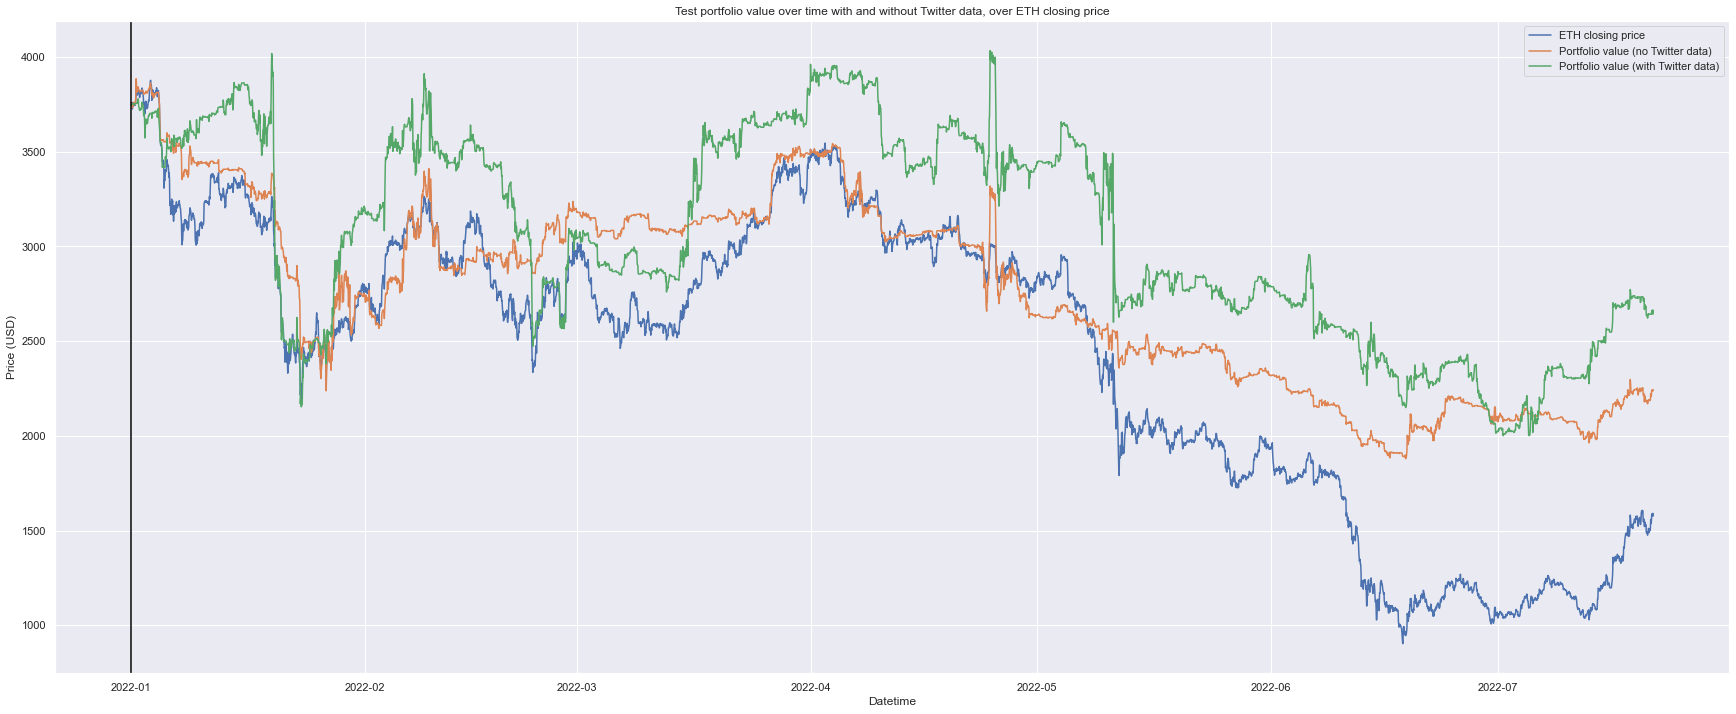 Test portfolio value over time with and without Twitter data, over ETH closing price
ETH closing price
Portfolio value (no Twitter data)
Portfolio value (with Twitter data)
4000
3500
3000
2500
2000
1500
1000
Price (USD)
2022-01 2022-02 2022-03 2022-04 2022-05 2022-06 2022-07
Datetime